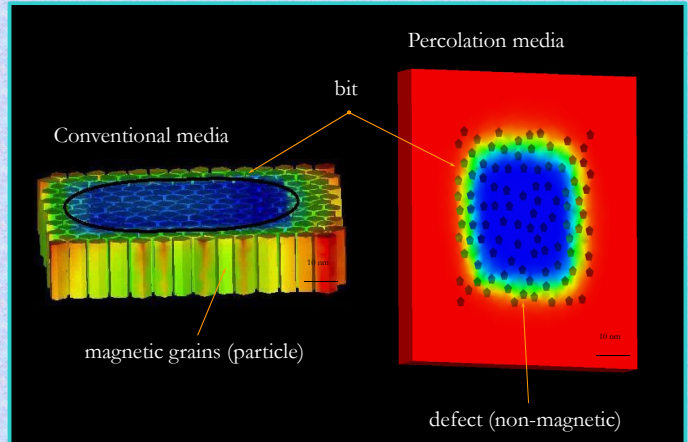 Percolation media
bit
Conventional media
10 nm
10 nm
magnetic grains (particle)
defect (non-magnetic)